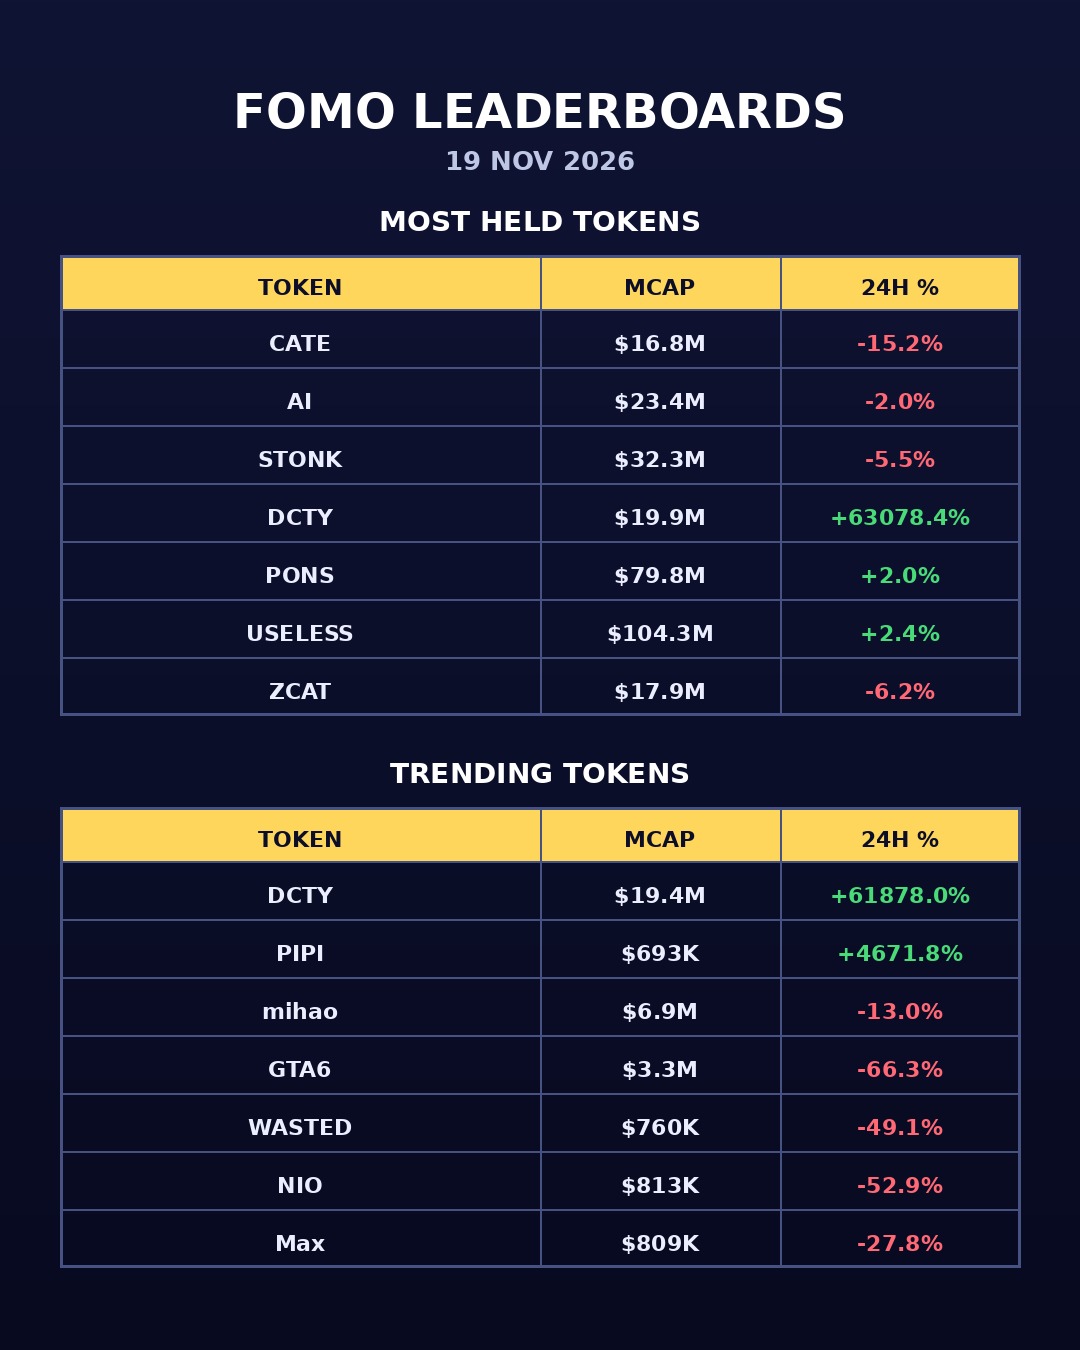 FOMO LEADERBOARDS
19 NOV 2026
MOST HELD TOKENS
TOKEN MCAP 24H %
CATE $16.8M -15.2%
AI $23.4M -2.0%
STONK $32.3M -5.5%
DCTY $19.9M +63078.4%
PONS $79.8M +2.0%
USELESS $104.3M +2.4%
ZCAT $17.9M -6.2%
TRENDING TOKENS
TOKEN MCAP 24H %
DCTY $19.4M +61878.0%
PIPI $693K +4671.8%
mihao $6.9M -13.0%
GTA6 $3.3M -66.3%
WASTED $760K -49.1%
NIO $813K -52.9%
Max $809K -27.8%